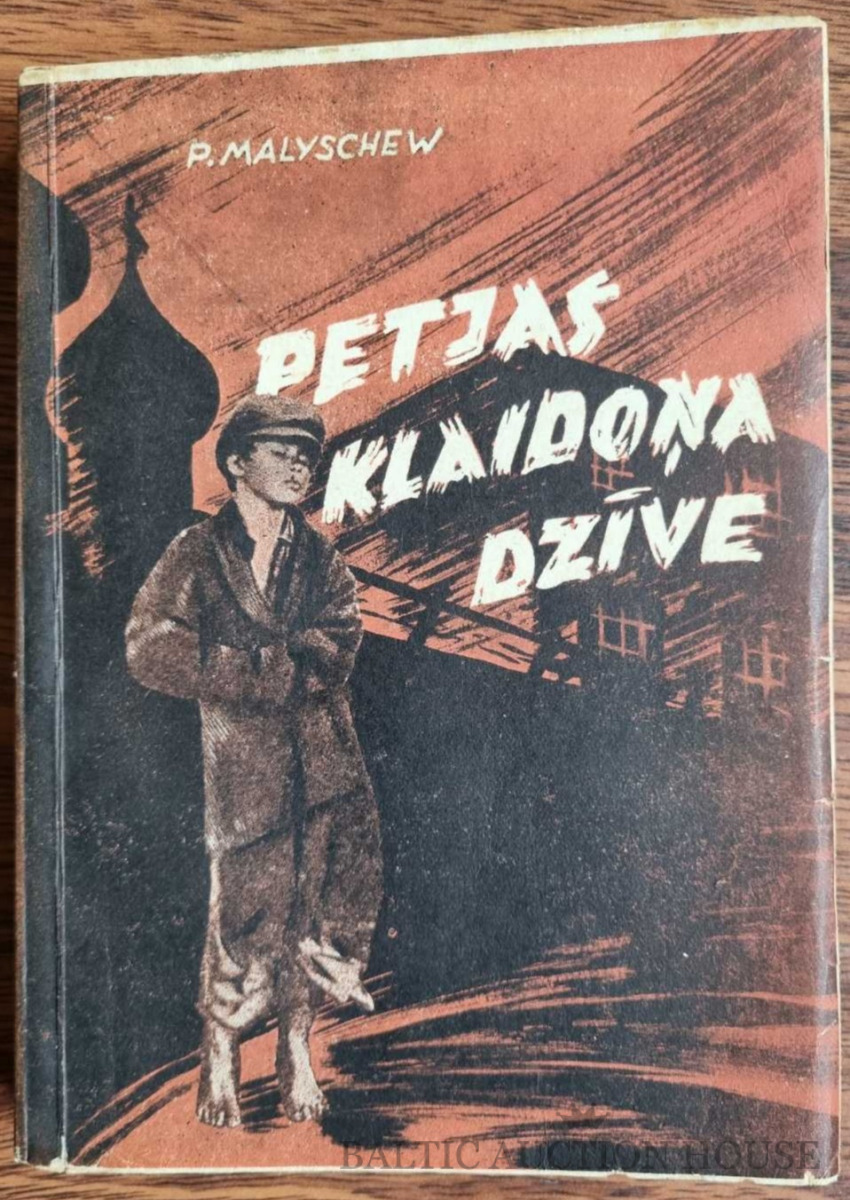 P. MALYSCHEW
PETJAS
KLAIDOŅA
DZĪVE
BALTIC AUCTION HOUSE